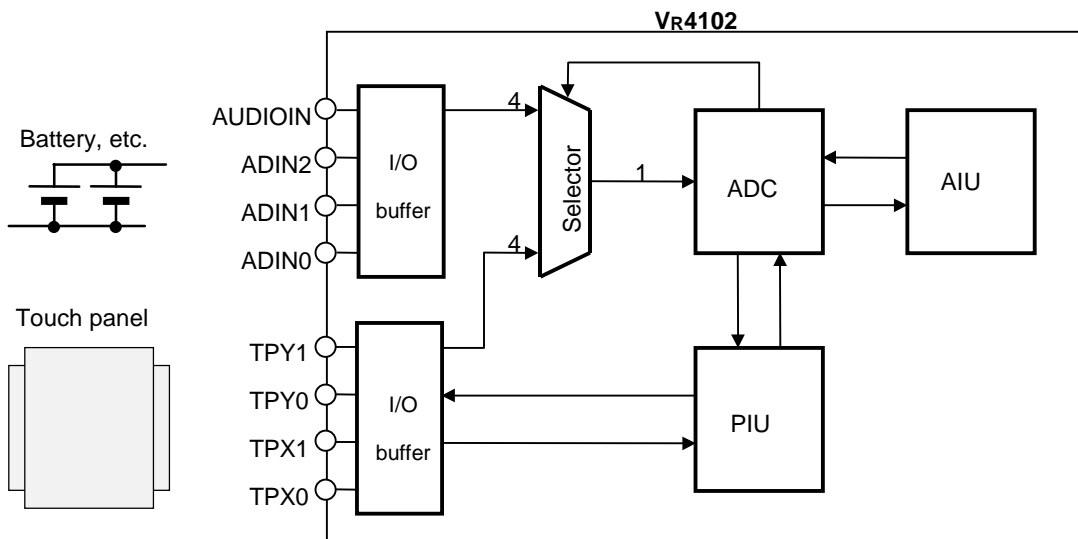 VR4102
AUDIOIN
ADIN2
ADIN1
ADIN0
Battery, etc.
I/O
buffer
4
4
Selector
1
ADC
AIU
Touch panel
TPY1
TPY0
TPX1
TPX0
I/O
buffer
PIU